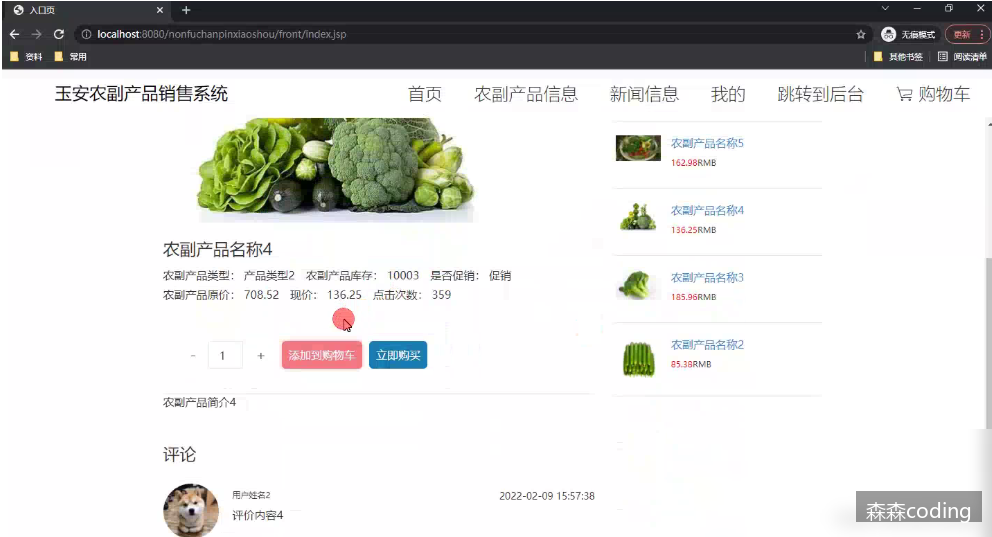 入口页
localhost:8080/nonfuchanpinxiaoshou/front/index.jsp
无痕模式
更新
资料
常用
其他书签
阅读清单
玉安农副产品销售系统
首页
农副产品信息
新闻信息
我的
跳转到后台
购物车
农副产品名称5
162.98RMB
农副产品名称4
136.25RMB
农副产品名称3
185.96RMB
农副产品名称2
85.38RMB
农副产品名称4
农副产品类型： 产品类型2 农副产品库存： 10003 是否促销： 促销
农副产品原价： 708.52 现价： 136.25 点击次数： 359
- 1 +
添加到购物车
立即购买
农副产品简介4
评论
用户姓名2
2022-02-09 15:57:38
评价内容4
森森coding